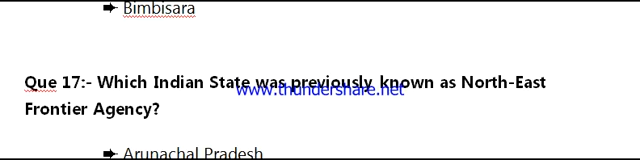 ➨ Bimbisara
Que 17:- Which Indian State was previously known as North-East
www.thundershare.net
Frontier Agency?
➨ Arunachal Pradesh